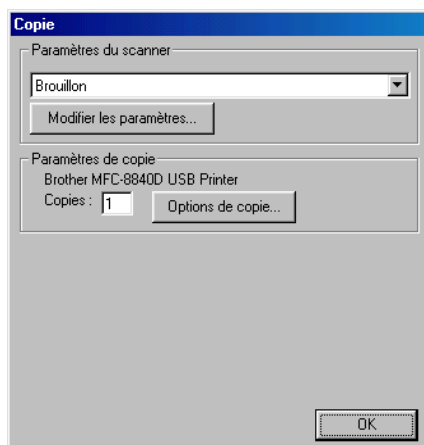 Copie
Paramètres du scanner
Brouillon
Modifier les paramètres...
Paramètres de copie
Brother MFC-8840D USB Printer
Copies : 1 Options de copie...
OK